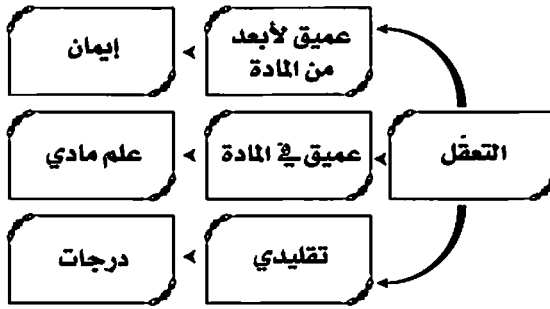 التعقّل
عميق لأبعد
من المادة
إيمان
عميق في المادة
علم مادي
تقليدي
درجات